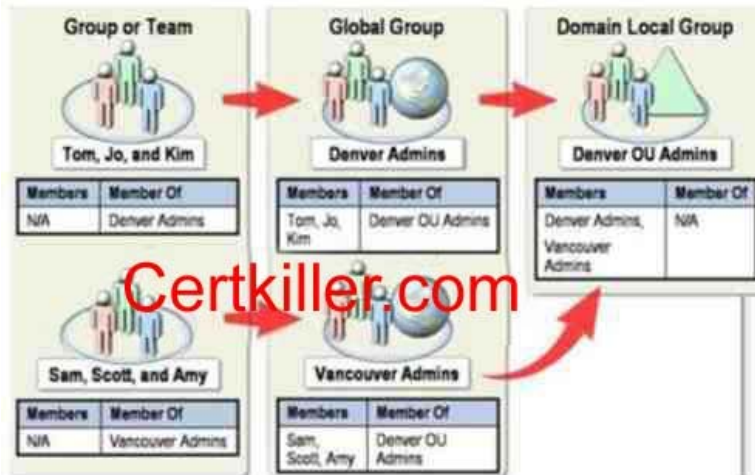 Group or Team
Global Group
Domain Local Group
Tom, Jo, and Kim
Denver Admins
Denver OU Admins
Members Member Of
N/A Denver Admins
Members Member Of
Tom, Jo, Kim Denver OU Admins
Members Member Of
Denver Admins, Vancouver Admins N/A
Certkiller.com
Sam, Scott, and Amy
Vancouver Admins
Members Member Of
N/A Vancouver Admins
Members Member Of
Sam, Scott, Amy Denver OU Admins